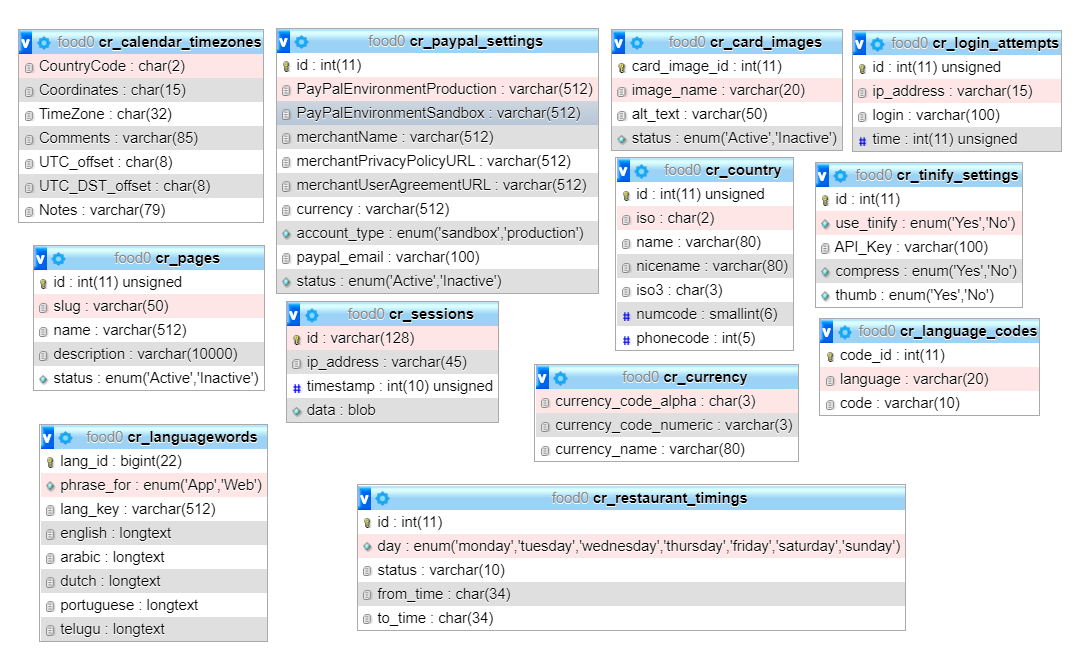 v food0 cr_calendar_timezones
CountryCode : char(2)
Coordinates : char(15)
TimeZone : char(32)
Comments : varchar(85)
UTC_offset : char(8)
UTC_DST_offset : char(8)
Notes : varchar(79)
v food0 cr_paypal_settings
id : int(11)
PayPalEnvironmentProduction : varchar(512)
PayPalEnvironmentSandbox : varchar(512)
merchantName : varchar(512)
merchantPrivacyPolicyURL : varchar(512)
merchantUserAgreementURL : varchar(512)
currency : varchar(512)
account_type : enum('sandbox','production')
paypal_email : varchar(100)
status : enum('Active','Inactive')
v food0 cr_card_images
card_image_id : int(11)
image_name : varchar(20)
alt_text : varchar(50)
status : enum('Active','Inactive')
v food0 cr_login_attempts
id : int(11) unsigned
ip_address : varchar(15)
login : varchar(100)
# time : int(11) unsigned
v food0 cr_country
id : int(11) unsigned
iso : char(2)
name : varchar(80)
nicename : varchar(80)
iso3 : char(3)
# numcode : smallint(6)
# phonecode : int(5)
v food0 cr_tinify_settings
id : int(11)
use_tinify : enum('Yes','No')
API_Key : varchar(100)
compress : enum('Yes','No')
thumb : enum('Yes','No')
v food0 cr_pages
id : int(11) unsigned
slug : varchar(50)
name : varchar(512)
description : varchar(10000)
status : enum('Active','Inactive')
v food0 cr_sessions
id : varchar(128)
ip_address : varchar(45)
# timestamp : int(10) unsigned
data : blob
v food0 cr_language_codes
code_id : int(11)
language : varchar(20)
code : varchar(10)
v food0 cr_currency
currency_code_alpha : char(3)
currency_code_numeric : varchar(3)
currency_name : varchar(80)
v food0 cr_languagewords
lang_id : bigint(22)
phrase_for : enum('App','Web')
lang_key : varchar(512)
english : longtext
arabic : longtext
dutch : longtext
portuguese : longtext
telugu : longtext
v food0 cr_restaurant_timings
id : int(11)
day : enum('monday','tuesday','wednesday','thursday','friday','saturday','sunday')
status : varchar(10)
from_time : char(34)
to_time : char(34)